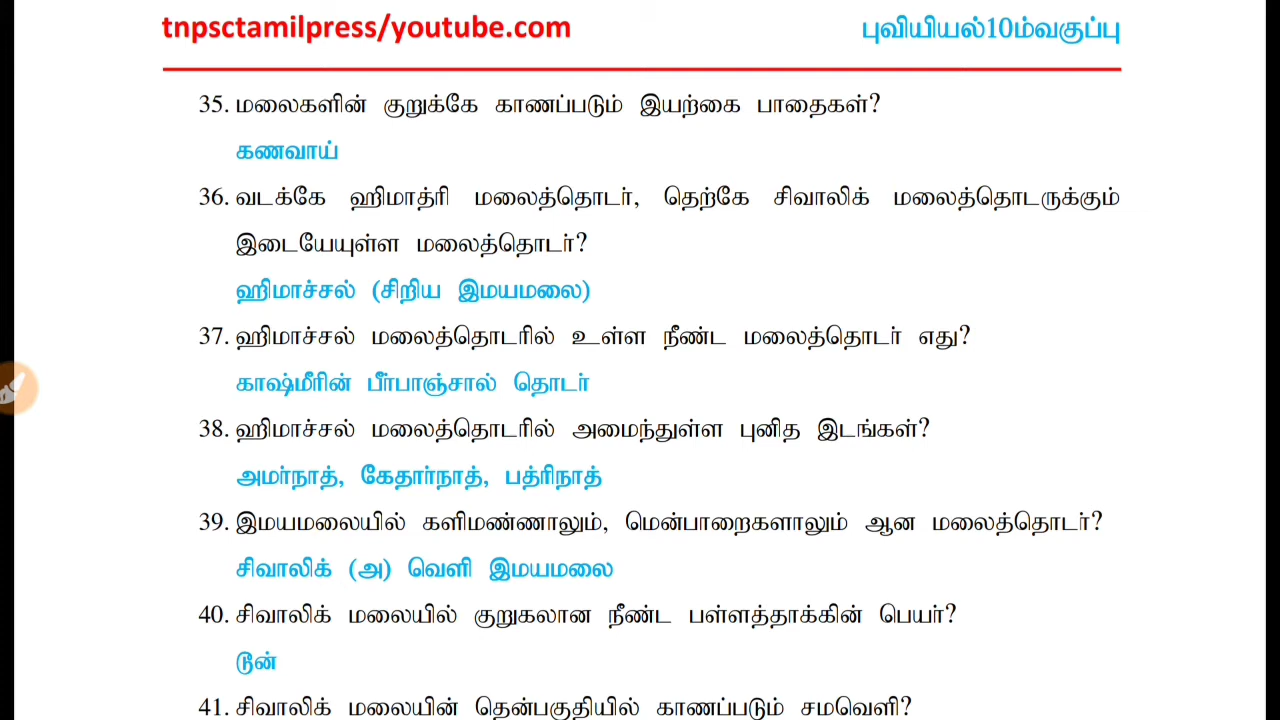 tnpsctamilpress/youtube.com
புவியியல்10ம்வகுப்பு
35. மலைகளின் குறுக்கே காணப்படும் இயற்கை பாதைகள்?
கணவாய்
36. வடக்கே ஹிமாத்ரி மலைத்தொடர், தெற்கே சிவாலிக் மலைத்தொடருக்கும்
இடையேயுள்ள மலைத்தொடர்?
ஹிமாச்சல் (சிறிய இமயமலை)
37. ஹிமாச்சல் மலைத்தொடரில் உள்ள நீண்ட மலைத்தொடர் எது?
காஷ்மீரின் பீர்பாஞ்சால் தொடர்
38. ஹிமாச்சல் மலைத்தொடரில் அமைந்துள்ள புனித இடங்கள்?
அமர்நாத், கேதார்நாத், பத்ரிநாத்
39. இமயமலையில் களிமண்ணாலும், மென்பாறைகளாலும் ஆன மலைத்தொடர்?
சிவாலிக் (அ) வெளி இமயமலை
40. சிவாலிக் மலையில் குறுகலான நீண்ட பள்ளத்தாக்கின் பெயர்?
டூன்
41. சிவாலிக் மலையின் தென்பகுதியில் காணப்படும் சமவெளி?